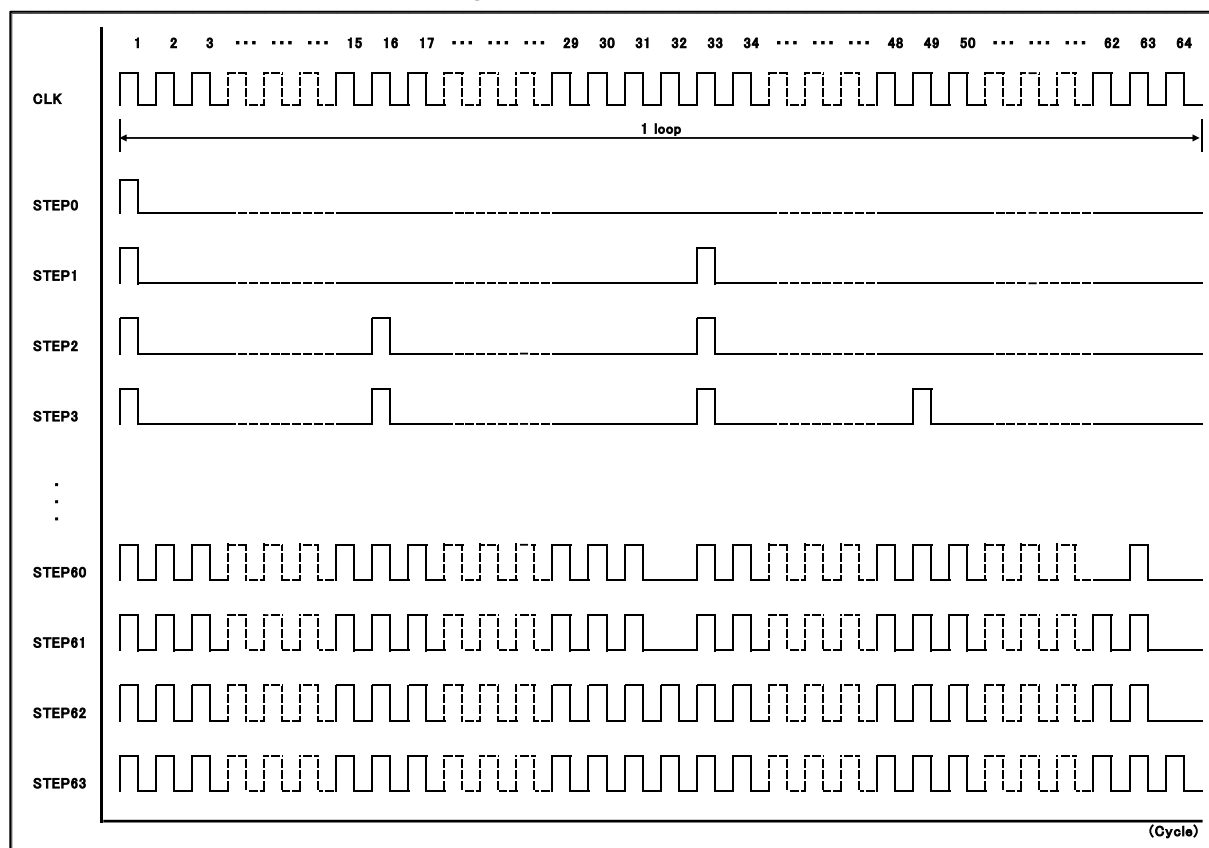 1 2 3 ··· ··· ··· 15 16 17 ··· ··· ··· 29 30 31 32 33 34 ··· ··· ··· 48 49 50 ··· ··· ··· 62 63 64
CLK
1 loop
STEP0
STEP1
STEP2
STEP3
STEP60
STEP61
STEP62
STEP63
(Cycle)